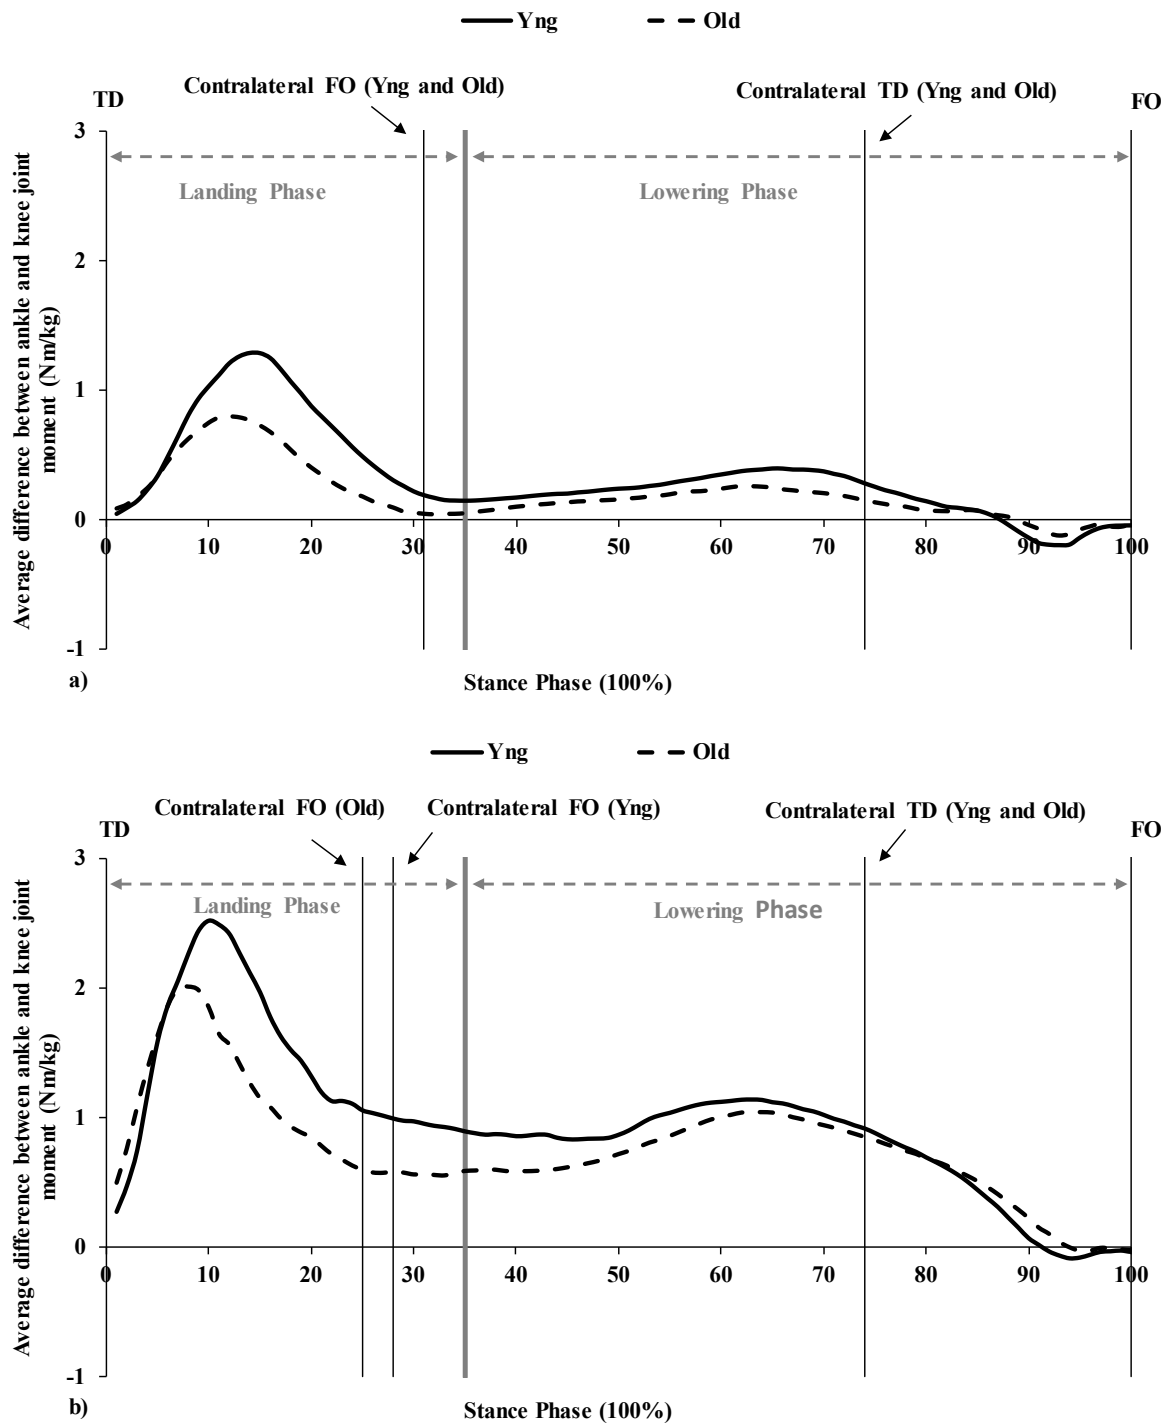 Yng Old
Contralateral FO (Yng and Old)
Contralateral TD (Yng and Old)
TD
FO
Landing Phase
Lowering Phase
Average difference between ankle and knee joint
moment (Nm/kg)
3
2
1
0
-1
0 10 20 30 40 50 60 70 80 90 100
a)
Stance Phase (100%)
Yng Old
Contralateral FO (Old)
Contralateral FO (Yng)
Contralateral TD (Yng and Old)
TD
FO
Landing Phase
Lowering Phase
Average difference between ankle and knee joint
moment (Nm/kg)
3
2
1
0
-1
0 10 20 30 40 50 60 70 80 90 100
b)
Stance Phase (100%)